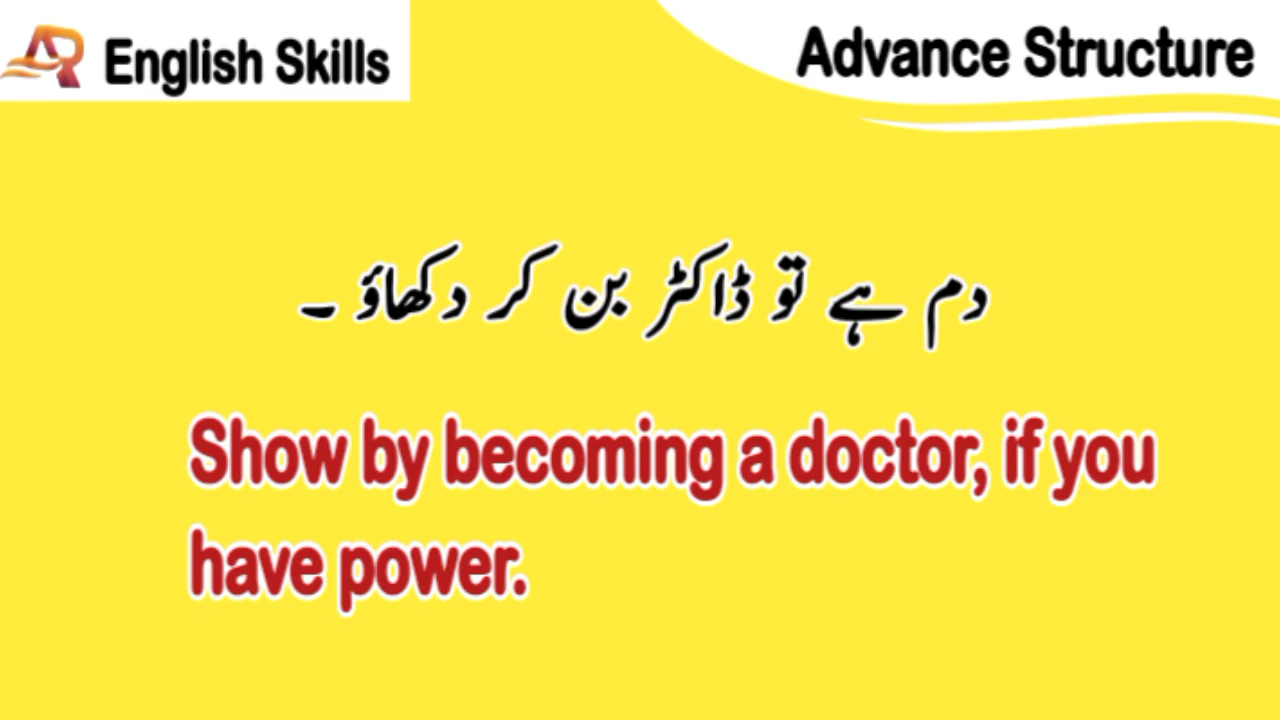 AR English Skills
Advance Structure
دم ہے تو ڈاکٹر بن کر دکھاؤ ۔
Show by becoming a doctor, if you
have power.